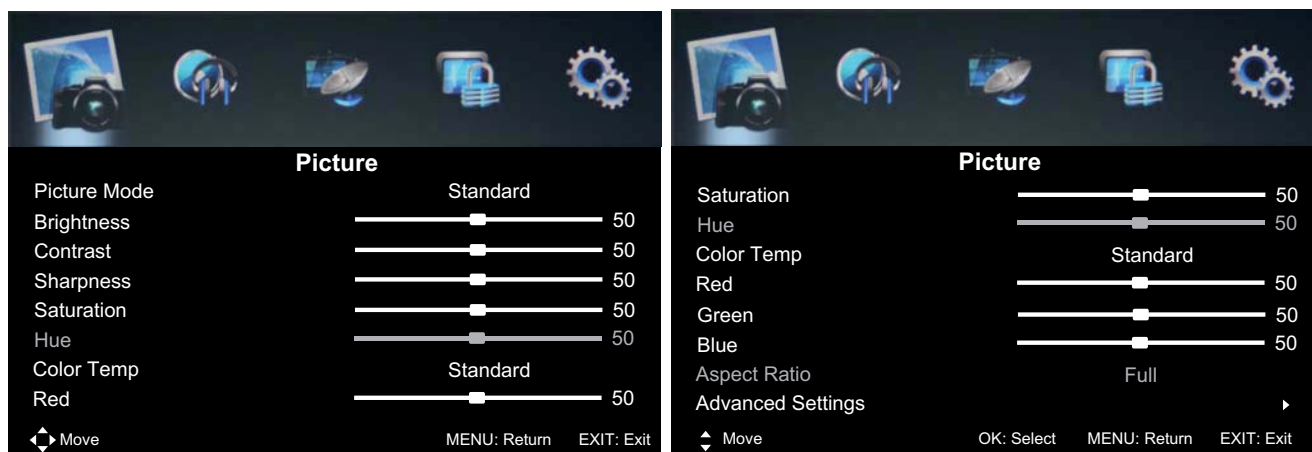 Picture
Picture Mode Standard
Brightness 50
Contrast 50
Sharpness 50
Saturation 50
Hue 50
Color Temp Standard
Red 50
Move MENU: Return EXIT: Exit
Picture
Saturation 50
Hue 50
Color Temp Standard
Red 50
Green 50
Blue 50
Aspect Ratio Full
Advanced Settings
Move OK: Select MENU: Return EXIT: Exit